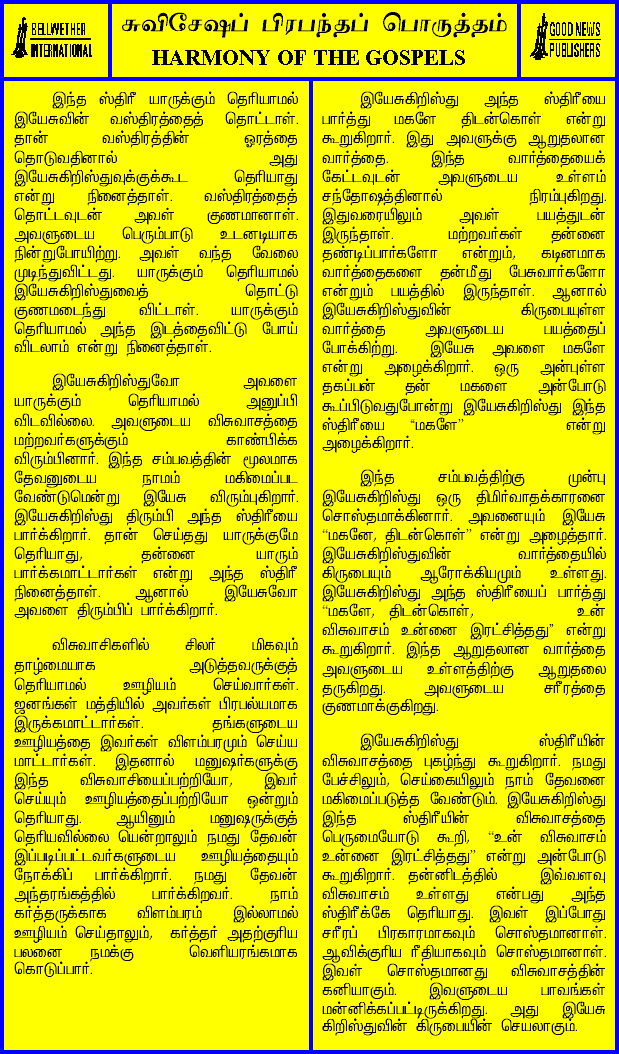 BELLWETHER
INTERNATIONAL
சுவிசேஷப் பிரபந்தப் பொருத்தம்
HARMONY OF THE GOSPELS
GOOD NEWS
PUBLISHERS
இந்த ஸ்திரீ யாருக்கும் தெரியாமல்
இயேசுவின் வஸ்திரத்தைத் தொட்டாள்.
தான் வஸ்திரத்தின் ஓரத்தை
தொடுவதினால் அது
இயேசுகிறிஸ்துவுக்குக்கூட தெரியாது
என்று நினைத்தாள். வஸ்திரத்தைத்
தொட்டவுடன் அவள் குணமானாள்.
அவளுடைய பெரும்பாடு உடனடியாக
நின்றுபோயிற்று. அவள் வந்த வேலை
முடிந்துவிட்டது. யாருக்கும் தெரியாமல்
இயேசுகிறிஸ்துவைத் தொட்டு
குணமடைந்து விட்டாள். யாருக்கும்
தெரியாமல் அந்த இடத்தைவிட்டு போய்
விடலாம் என்று நினைத்தாள்.
இயேசுகிறிஸ்துவோ அவளை
யாருக்கும் தெரியாமல் அனுப்பி
விடவில்லை. அவளுடைய விசுவாசத்தை
மற்றவர்களுக்கும் காண்பிக்க
விரும்பினார். இந்த சம்பவத்தின் மூலமாக
தேவனுடைய நாமம் மகிமைப்பட
வேண்டுமென்று இயேசு விரும்புகிறார்.
இயேசுகிறிஸ்து திரும்பி அந்த ஸ்திரீயை
பார்க்கிறார். தான் செய்தது யாருக்குமே
தெரியாது, தன்னை யாரும்
பார்க்கமாட்டார்கள் என்று அந்த ஸ்திரீ
நினைத்தாள். ஆனால் இயேசுவோ
அவளை திரும்பிப் பார்க்கிறார்.
விசுவாசிகளில் சிலர் மிகவும்
தாழ்மையாக அடுத்தவருக்குத்
தெரியாமல் ஊழியம் செய்வார்கள்.
ஜனங்கள் மத்தியில் அவர்கள் பிரபல்யமாக
இருக்கமாட்டார்கள். தங்களுடைய
ஊழியத்தை இவர்கள் விளம்பரமும் செய்ய
மாட்டார்கள். இதனால் மனுஷர்களுக்கு
இந்த விசுவாசியைப்பற்றியோ, இவர்
செய்யும் ஊழியத்தைப்பற்றியோ ஒன்றும்
தெரியாது. ஆயினும் மனுஷருக்குத்
தெரியவில்லை யென்றாலும் நமது தேவன்
இப்படிப்பட்டவர்களுடைய ஊழியத்தையும்
நோக்கிப் பார்க்கிறார். நமது தேவன்
அந்தரங்கத்தில் பார்க்கிறவர். நாம்
கர்த்தருக்காக விளம்பரம் இல்லாமல்
ஊழியம் செய்தாலும், கர்த்தர் அதற்குரிய
பலனை நமக்கு வெளியரங்கமாக
கொடுப்பார்.
இயேசுகிறிஸ்து அந்த ஸ்திரீயை
பார்த்து மகளே திடன்கொள் என்று
கூறுகிறார். இது அவளுக்கு ஆறுதலான
வார்த்தை. இந்த வார்த்தையைக்
கேட்டவுடன் அவளுடைய உள்ளம்
சந்தோஷத்தினால் நிரம்புகிறது.
இதுவரையிலும் அவள் பயத்துடன்
இருந்தாள். மற்றவர்கள் தன்னை
தண்டிப்பார்களோ என்றும், கடினமாக
வார்த்தைகளை தன்மீது பேசுவார்களோ
என்றும் பயத்தில் இருந்தாள். ஆனால்
இயேசுகிறிஸ்துவின் கிருபையுள்ள
வார்த்தை அவளுடைய பயத்தைப்
போக்கிற்று. இயேசு அவளை மகளே
என்று அழைக்கிறார். ஒரு அன்புள்ள
தகப்பன் தன் மகளை அன்போடு
கூப்பிடுவதுபோன்று இயேசுகிறிஸ்து இந்த
ஸ்திரீயை “மகளே” என்று
அழைக்கிறார்.
இந்த சம்பவத்திற்கு முன்பு
இயேசுகிறிஸ்து ஒரு திமிர்வாதக்காரனை
சொஸ்தமாக்கினார். அவனையும் இயேசு
“மகனே, திடன்கொள்” என்று அழைத்தார்.
இயேசுகிறிஸ்துவின் வார்த்தையில்
கிருபையும் ஆரோக்கியமும் உள்ளது.
இயேசுகிறிஸ்து அந்த ஸ்திரீயைப் பார்த்து
“மகளே, திடன்கொள், உன்
விசுவாசம் உன்னை இரட்சித்தது” என்று
கூறுகிறார். இந்த ஆறுதலான வார்த்தை
அவளுடைய உள்ளத்திற்கு ஆறுதலை
தருகிறது. அவளுடைய சரீரத்தை
குணமாக்குகிறது.
இயேசுகிறிஸ்து ஸ்திரீயின்
விசுவாசத்தை புகழ்ந்து கூறுகிறார். நமது
பேச்சிலும், செய்கையிலும் நாம் தேவனை
மகிமைப்படுத்த வேண்டும். இயேசுகிறிஸ்து
இந்த ஸ்திரீயின் விசுவாசத்தை
பெருமையோடு கூறி, “உன் விசுவாசம்
உன்னை இரட்சித்தது” என்று அன்போடு
கூறுகிறார். தன்னிடத்தில் இவ்வளவு
விசுவாசம் உள்ளது என்பது அந்த
ஸ்திரீக்கே தெரியாது. இவள் இப்போது
சரீரப் பிரகாரமாகவும் சொஸ்தமானாள்.
ஆவிக்குரிய ரீதியாகவும் சொஸ்தமானாள்.
இவள் சொஸ்தமானது விசுவாசத்தின்
கனியாகும். இவளுடைய பாவங்கள்
மன்னிக்கப்பட்டிருக்கிறது. அது இயேசு
கிறிஸ்துவின் கிருபையின் செயலாகும்.